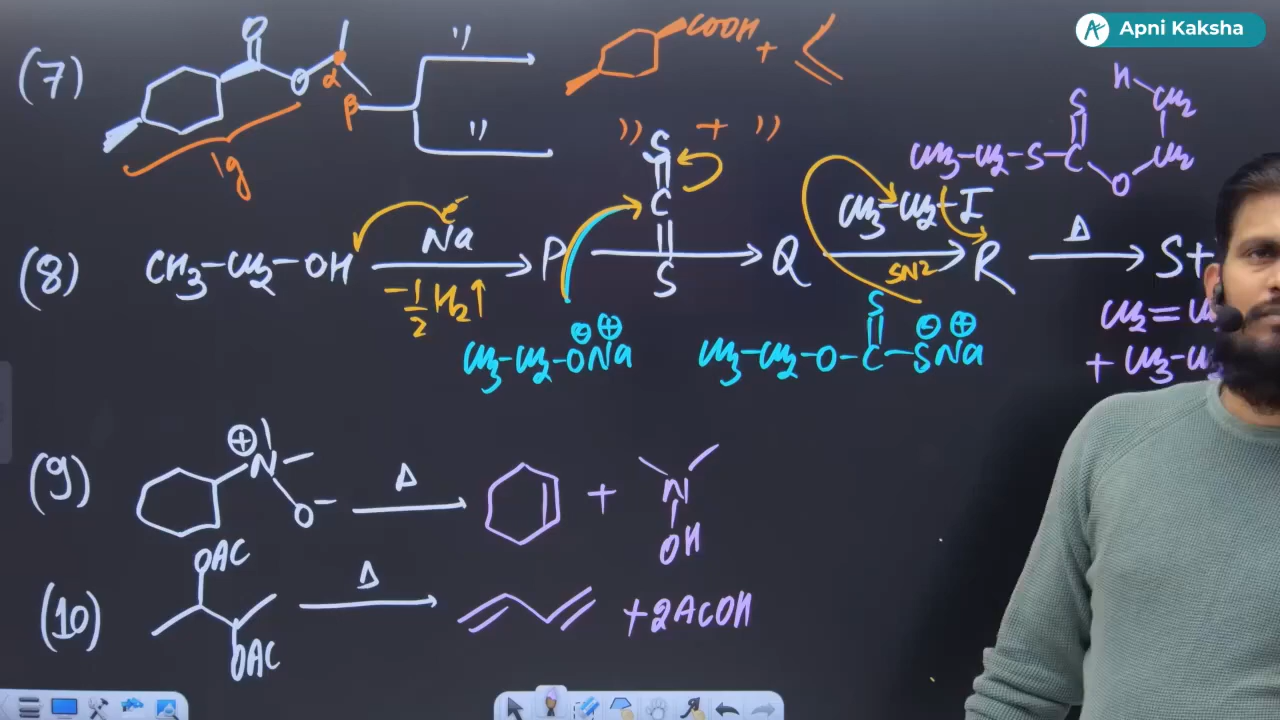 Apni Kaksha
(7) O O α β )) COOH +
1g )) )) + ))
H CH2
S
CH3-CH2-S-C O CH2
(8) CH3-CH2-OH Na e- -1/2 H2↑ P S C S Q CH3-CH2-I SN2 R Δ S+
CH3-CH2-O⊖Na⊕
CH3-CH2-O-C-S⊖Na⊕
S
CH2=
+ CH3-
(9) ⊕ N O- Δ + N OH
(10) OAC OAC Δ +2ACOH